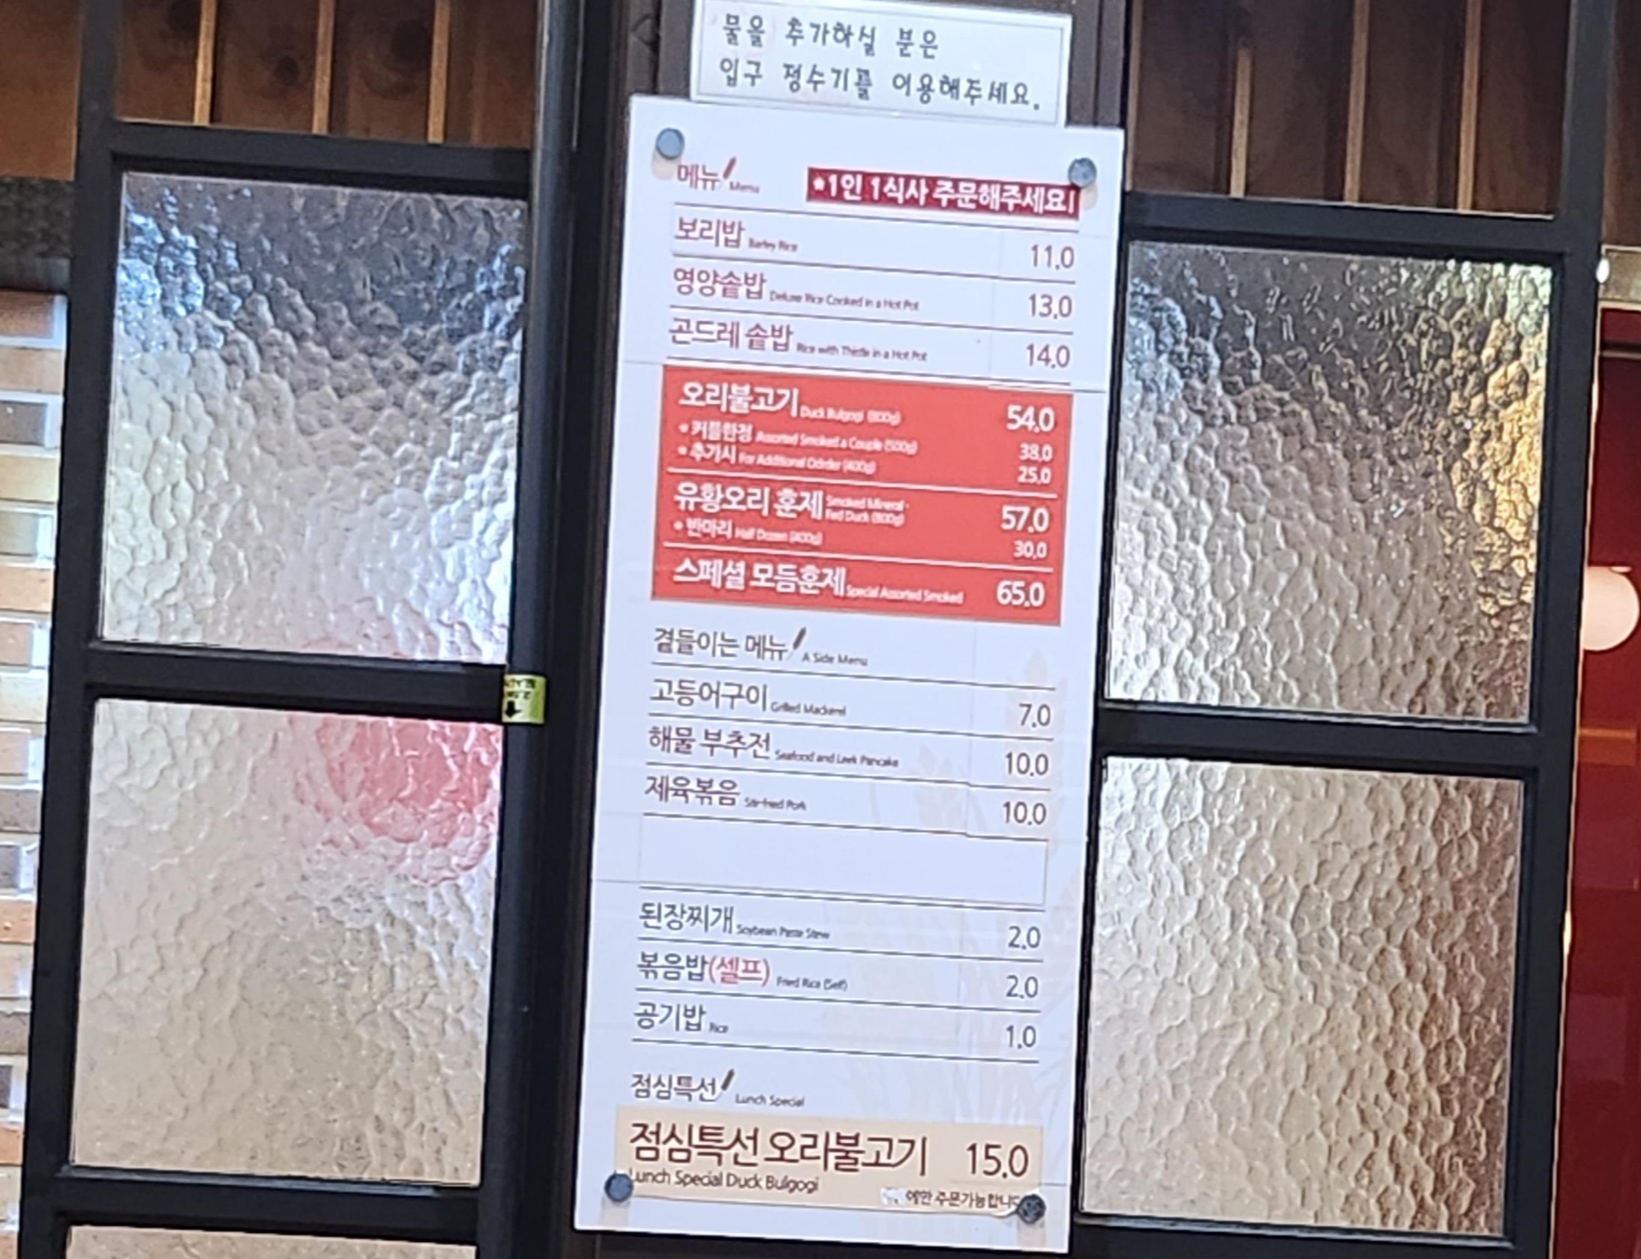 물을 추가하실 분은
입구 정수기를 이용해주세요.
메뉴 Menu
*1인 1식사 주문해주세요!
보리밥 Barley Rice 11.0
영양솥밥 Deluxe Rice Cooked in a Hot Pot 13.0
곤드레 솥밥 Rice with Thistle in a Hot Pot 14.0
오리불고기 Duck Bulgogi (800g) 54.0
• 커플한정 Assorted Smoked a Couple (500g) 38.0
• 추가시 For Additional Odrder (400g) 25.0
유황오리 훈제 Smoked Mineral-
Fed Duck (800g) 57.0
• 반마리 Half Dozen (400g) 30.0
스페셜 모듬훈제 Special Assorted Smoked 65.0
곁들이는 메뉴 A Side Menu
고등어구이 Grilled Mackerel 7.0
해물 부추전 Seafood and Leek Pancake 10.0
제육볶음 Stir-fried Pork 10.0
된장찌개 Soybean Paste Stew 2.0
볶음밥(셀프) Fried Rice (Self) 2.0
공기밥 Rice 1.0
점심특선 Lunch Special
점심특선 오리불고기 15.0
Lunch Special Duck Bulgogi
주문가능합니다